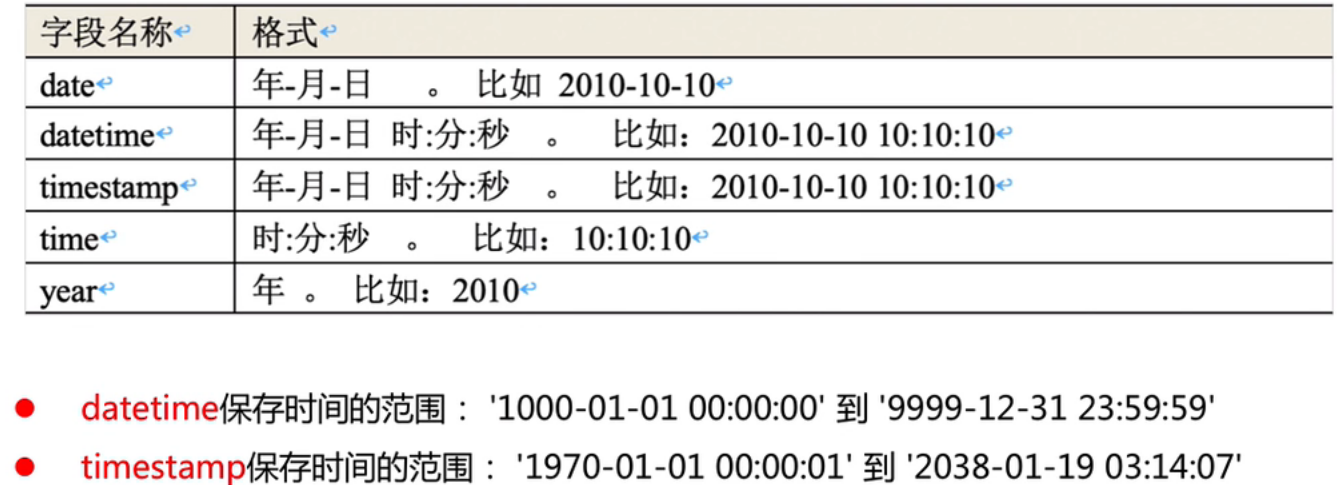 字段名称 格式
date 年-月-日 。 比如 2010-10-10
datetime 年-月-日 时:分:秒 。 比如：2010-10-10 10:10:10
timestamp 年-月-日 时:分:秒 。 比如：2010-10-10 10:10:10
time 时:分:秒 。 比如：10:10:10
year 年 。 比如：2010
datetime保存时间的范围： '1000-01-01 00:00:00' 到 '9999-12-31 23:59:59'
timestamp保存时间的范围： '1970-01-01 00:00:01' 到 '2038-01-19 03:14:07'